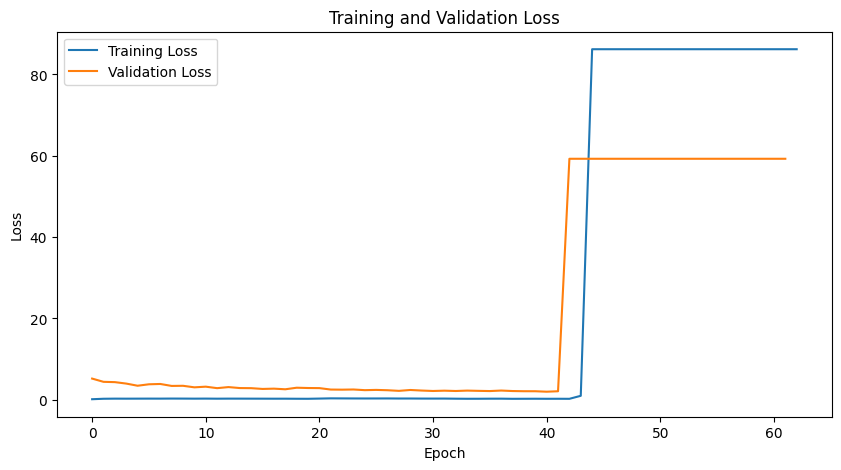 Training and Validation Loss
Training Loss
Validation Loss
80
60
40
20
0
Loss
0 10 20 30 40 50 60
Epoch